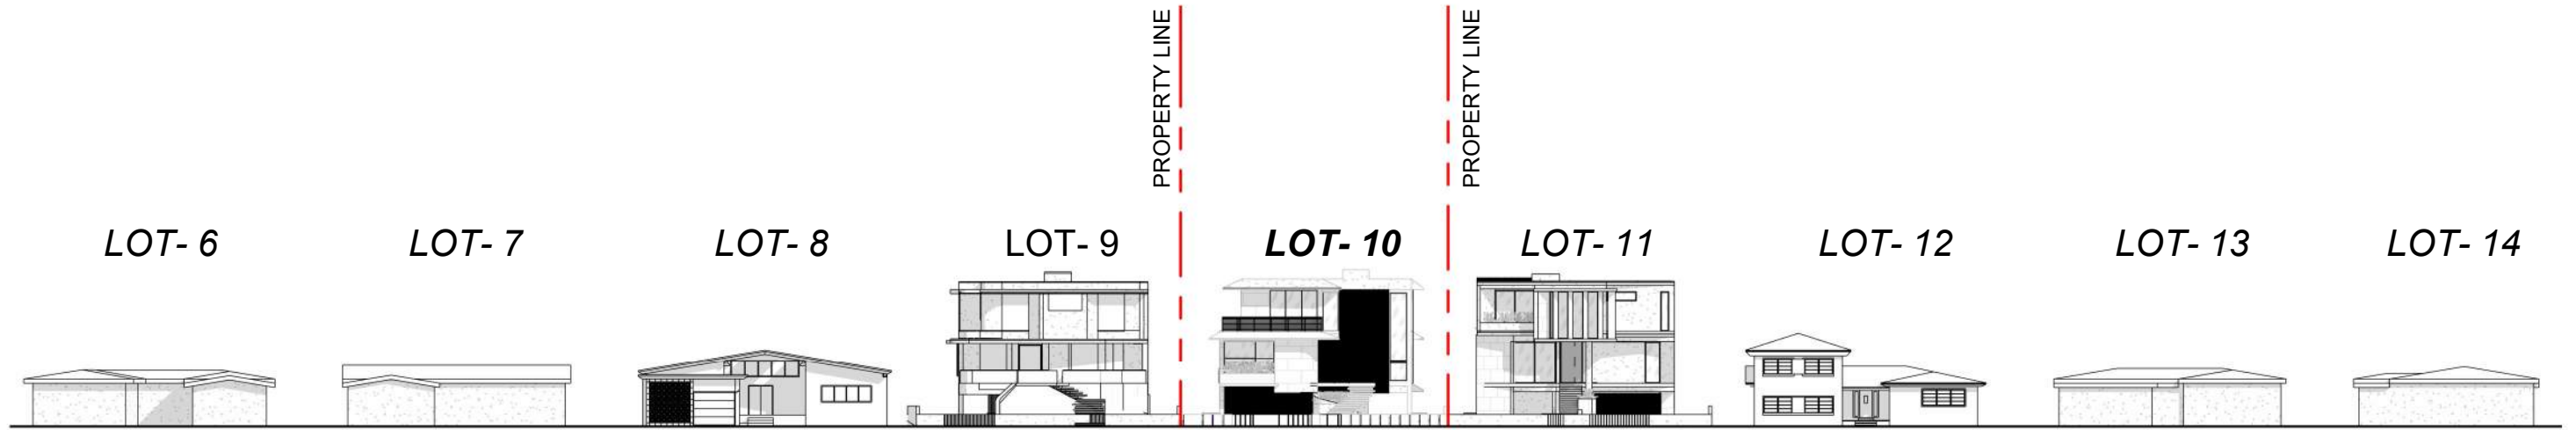 PROPERTY LINE
PROPERTY LINE
LOT- 6
LOT- 7
LOT- 8
LOT- 9
LOT- 10
LOT- 11
LOT- 12
LOT- 13
LOT- 14